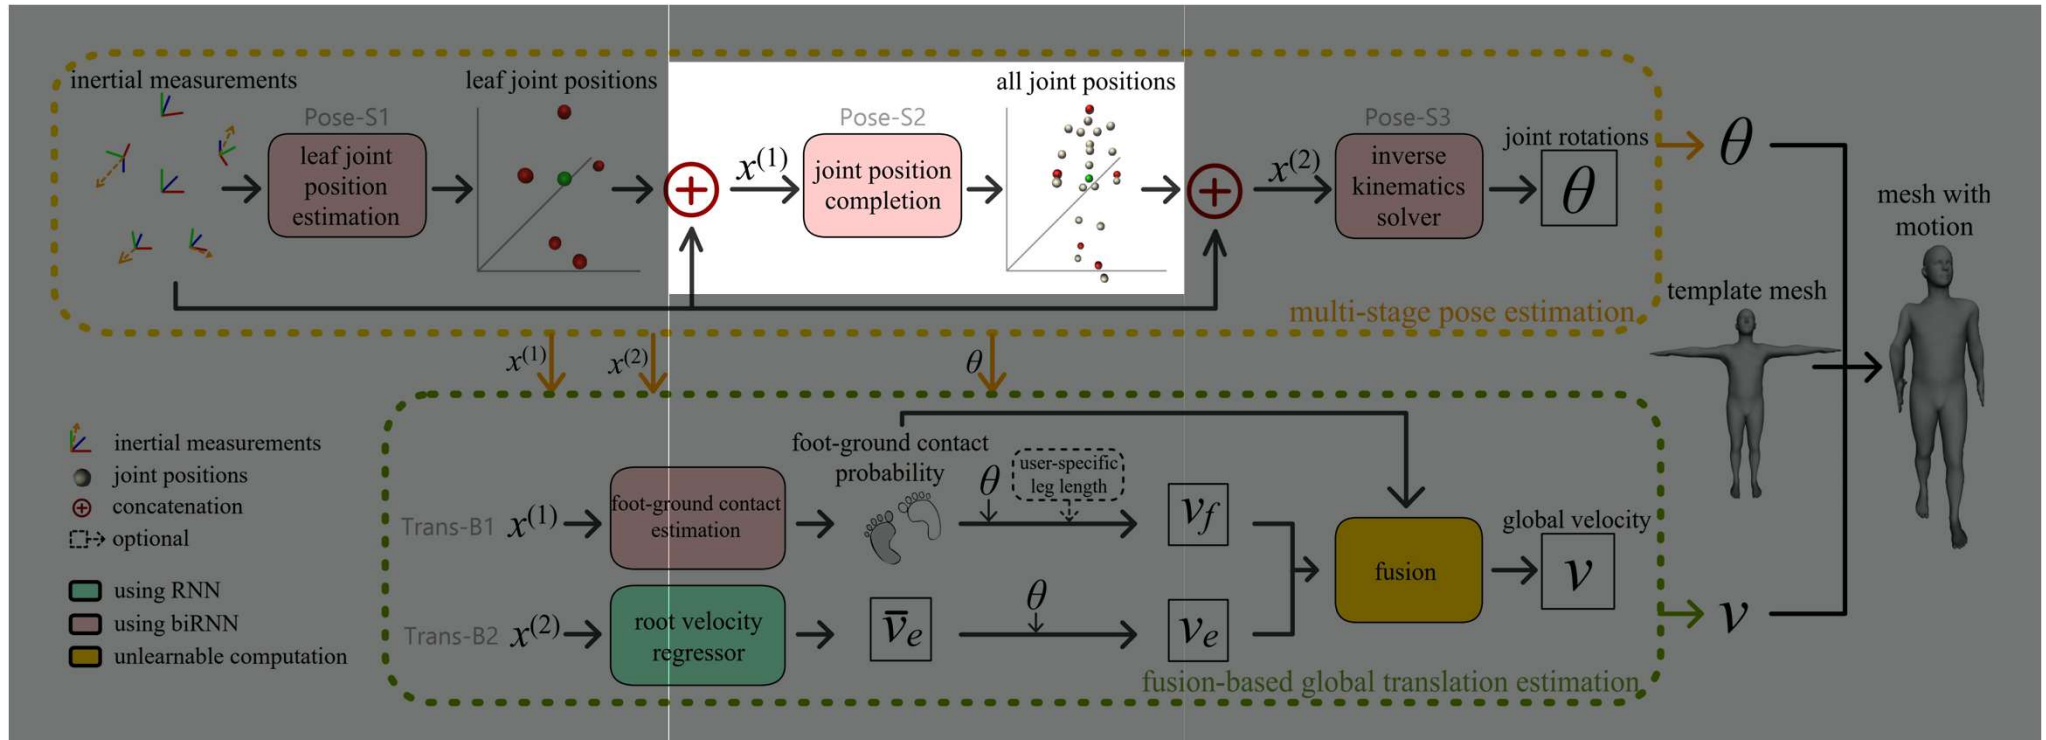 inertial measurements
leaf joint positions
all joint positions
Pose-S1
Pose-S2
Pose-S3
leaf joint
position
estimation
x(1)
joint position
completion
x(2)
inverse
kinematics
solver
joint rotations
θ
θ
mesh with
motion
template mesh
multi-stage pose estimation
x(1)
x(2)
θ
inertial measurements
joint positions
concatenation
optional
using RNN
using biRNN
unlearnable computation
foot-ground contact
probability
user-specific
leg length
θ
Trans-B1
x(1)
foot-ground contact
estimation
vf
fusion
global velocity
v
v
Trans-B2
x(2)
root velocity
regressor
v̅e
θ
ve
fusion-based global translation estimation